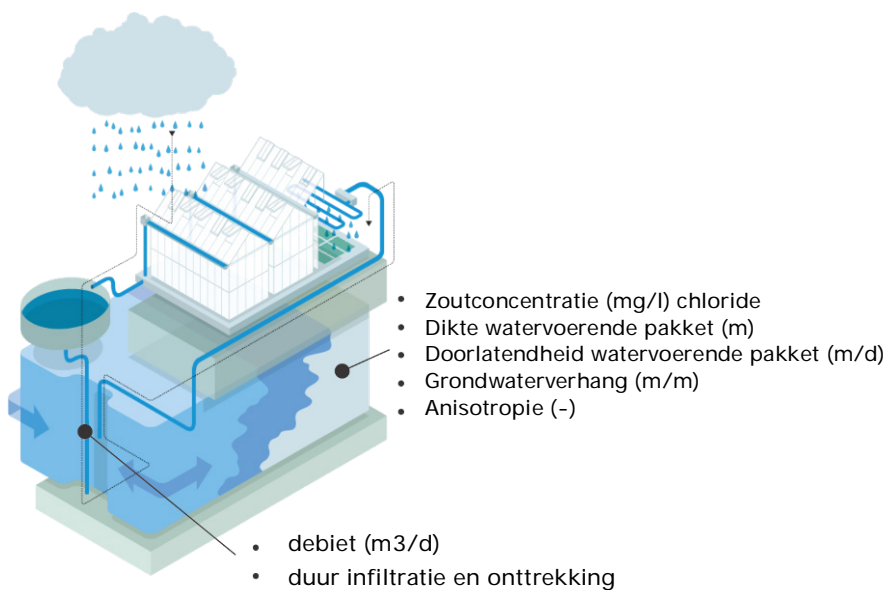 • Zoutconcentratie (mg/l) chloride
• Dikte watervoerende pakket (m)
• Doorlatendheid watervoerende pakket (m/d)
• Grondwaterverhang (m/m)
• Anisotropie (-)
• debiet (m3/d)
• duur infiltratie en onttrekking